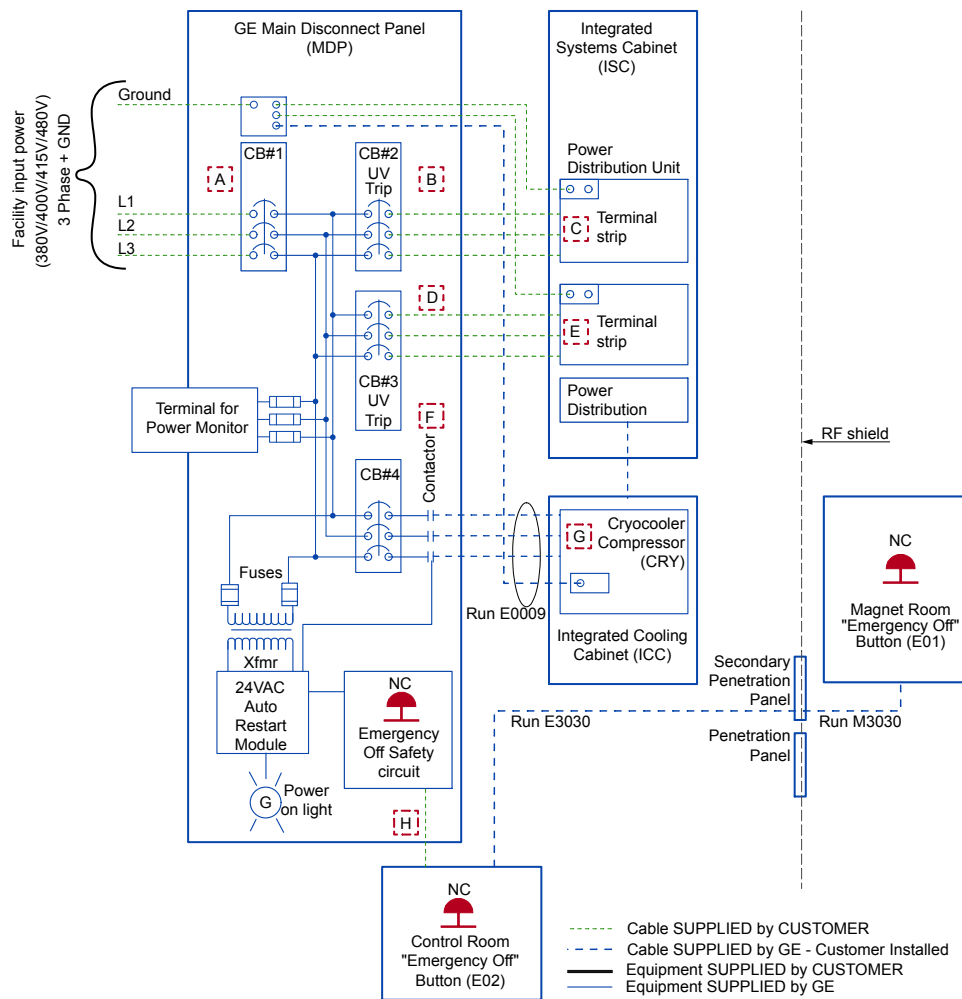 GE Main Disconnect Panel
(MDP)
Integrated
Systems Cabinet
(ISC)
Facility input power
(380V/400V/415V/480V)
3 Phase + GND
Ground
L1
L2
L3
CB#1
A
CB#2
UV
Trip
B
Power
Distribution Unit
C
Terminal
strip
D
E
Terminal
strip
CB#3
UV
Trip
Power
Distribution
Terminal for
Power Monitor
F
Contactor
RF shield
CB#4
G
Cryocooler
Compressor
(CRY)
Run E0009
Integrated Cooling
Cabinet (ICC)
NC
Magnet Room
"Emergency Off"
Button (E01)
Fuses
Xfmr
24VAC
Auto
Restart
Module
NC
Emergency
Off Safety
circuit
Secondary
Penetration
Panel
Run E3030
Run M3030
Penetration
Panel
G
Power
on light
H
NC
Control Room
"Emergency Off"
Button (E02)
Cable SUPPLIED by CUSTOMER
Cable SUPPLIED by GE - Customer Installed
Equipment SUPPLIED by CUSTOMER
Equipment SUPPLIED by GE